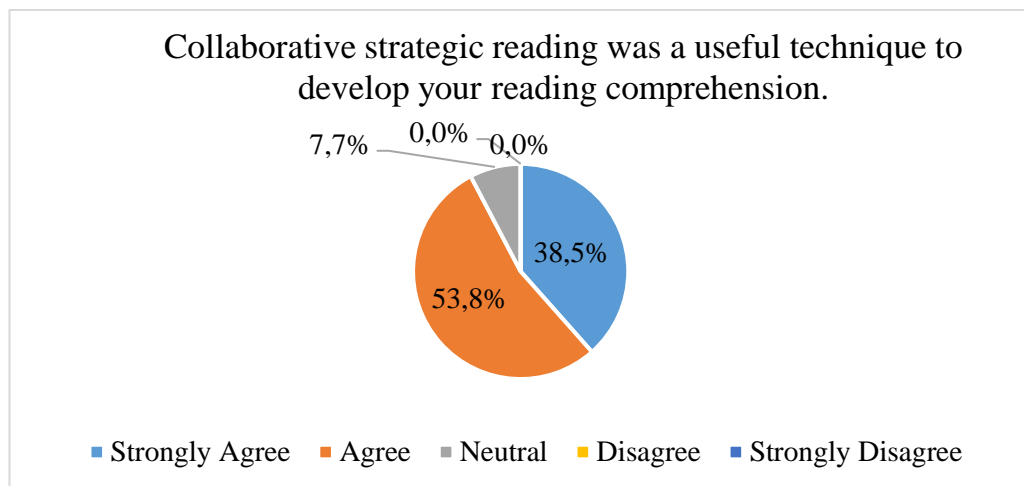 Collaborative strategic reading was a useful technique to
develop your reading comprehension.
7,7%
0,0%
0,0%
38,5%
53,8%
Strongly Agree
Agree
Neutral
Disagree
Strongly Disagree